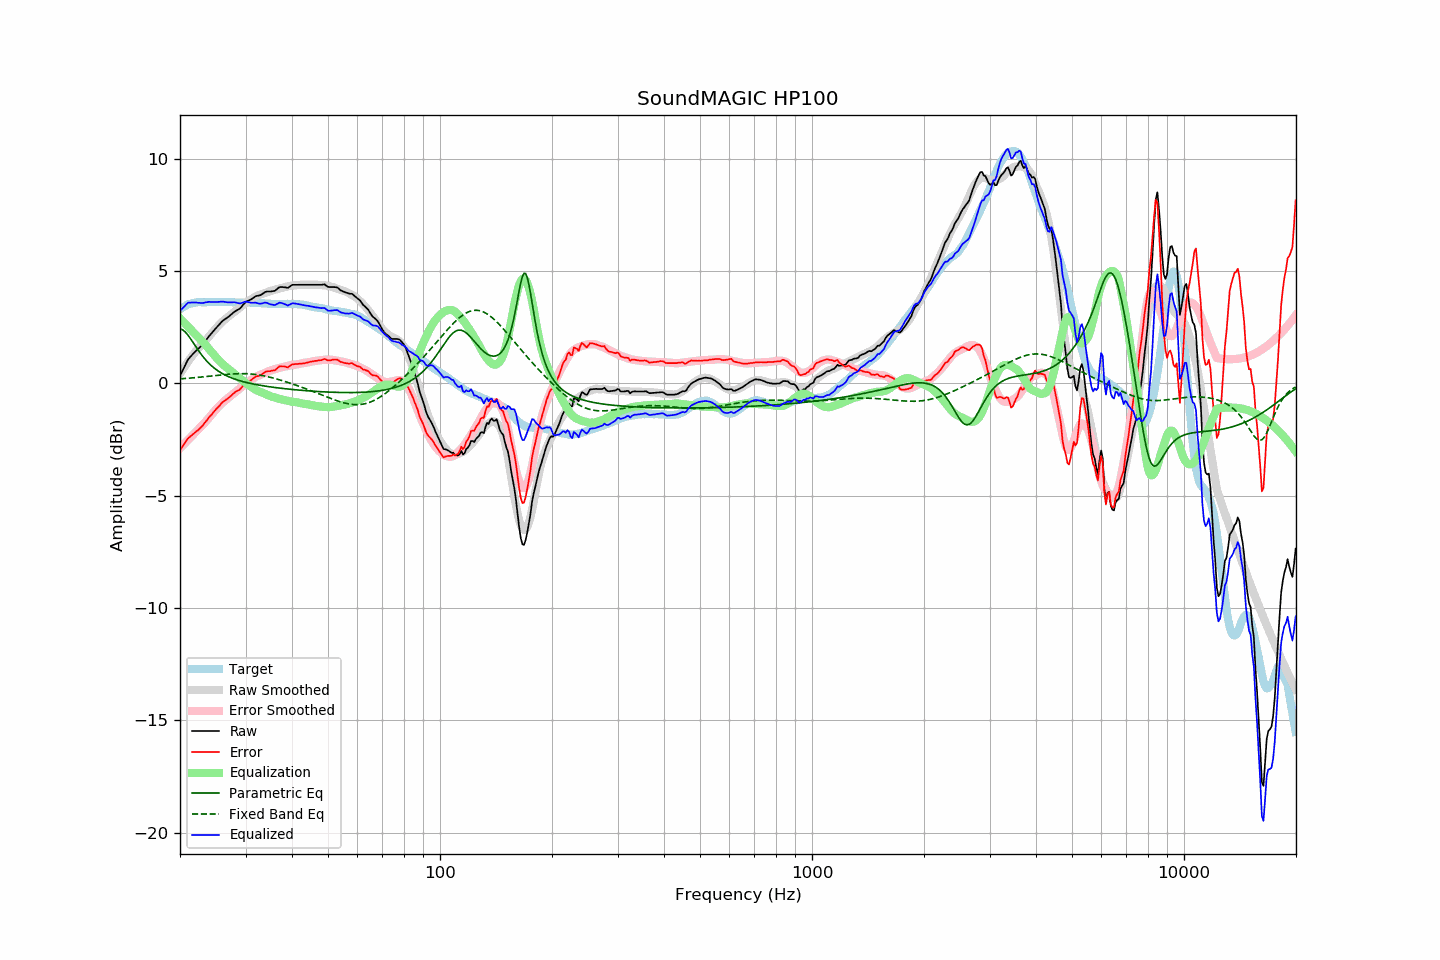 SoundMAGIC HP100
10
5
0
−5
−10
−15
−20
Amplitude (dBr)
Target
Raw Smoothed
Error Smoothed
Raw
Error
Equalization
Parametric Eq
Fixed Band Eq
Equalized
100
1000
10000
Frequency (Hz)